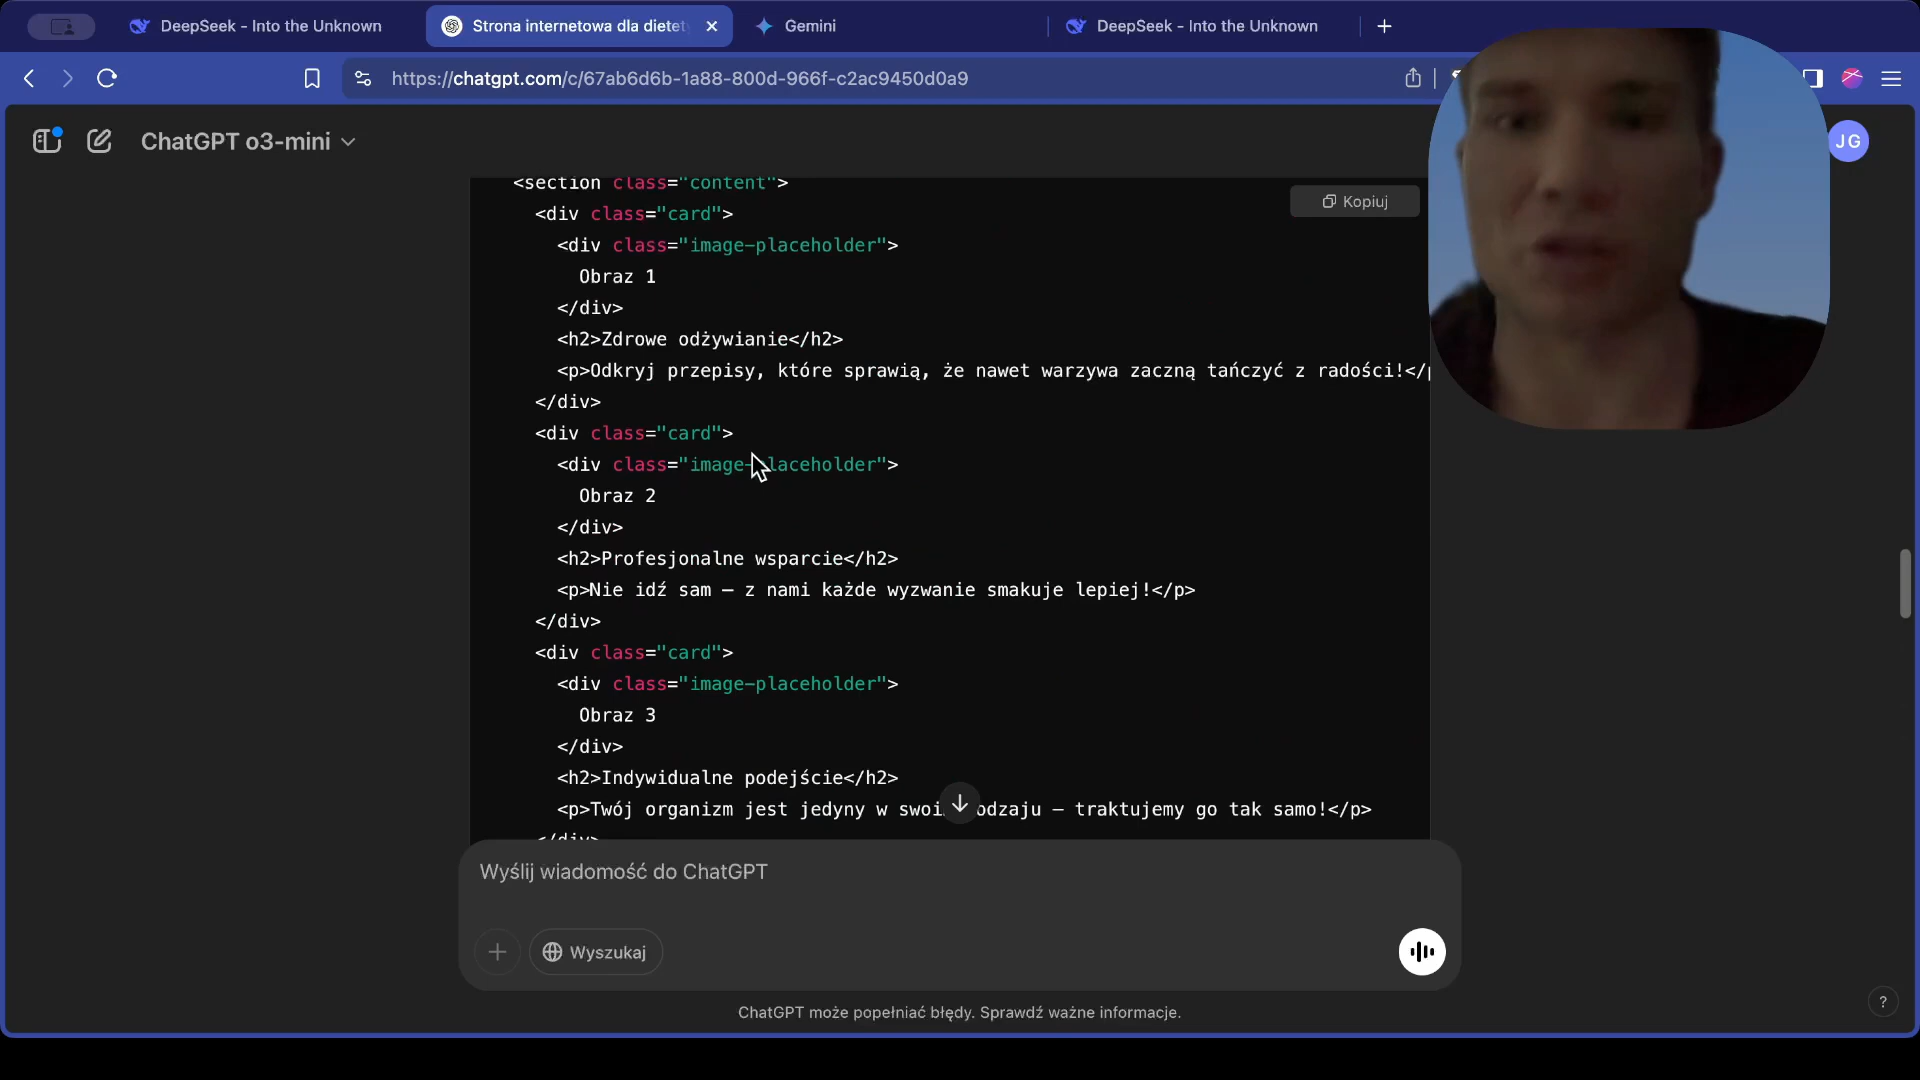 DeepSeek - Into the Unknown
Strona internetowa dla diete
Gemini
DeepSeek - Into the Unknown
https://chatgpt.com/c/67ab6d6b-1a88-800d-966f-c2ac9450d0a9
ChatGPT o3-mini
JG
<section class="content">
Kopiuj
<div class="card">
<div class="image-placeholder">
Obraz 1
</div>
<h2>Zdrowe odżywianie</h2>
<p>Odkryj przepisy, które sprawią, że nawet warzywa zaczną tańczyć z radości!</p
</div>
<div class="card">
<div class="image-placeholder">
Obraz 2
</div>
<h2>Profesjonalne wsparcie</h2>
<p>Nie idź sam – z nami każde wyzwanie smakuje lepiej!</p>
</div>
<div class="card">
<div class="image-placeholder">
Obraz 3
</div>
<h2>Indywidualne podejście</h2>
<p>Twój organizm jest jedyny w swoim rodzaju – traktujemy go tak samo!</p>
</div>
Wyślij wiadomość do ChatGPT
Wyszukaj
ChatGPT może popełniać błędy. Sprawdź ważne informacje.
?